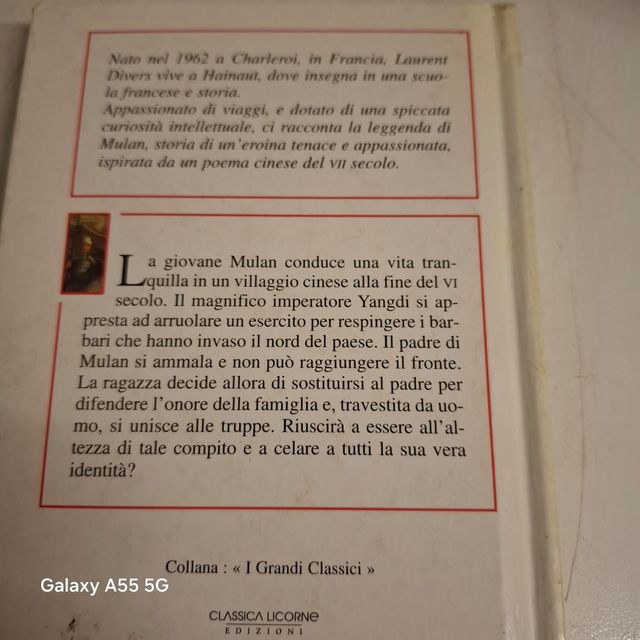 Nato nel 1962 a Charleroi, in Francia, Laurent
Divers vive a Hainaut, dove insegna in una scuo-
la francese e storia.
Appassionato di viaggi, e dotato di una spiccata
curiosità intellettuale, ci racconta la leggenda di
Mulan, storia di un'eroina tenace e appassionata,
ispirata da un poema cinese del VII secolo.
La giovane Mulan conduce una vita tran-
quilla in un villaggio cinese alla fine del VI
secolo. Il magnifico imperatore Yangdi si ap-
presta ad arruolare un esercito per respingere i bar-
bari che hanno invaso il nord del paese. Il padre di
Mulan si ammala e non può raggiungere il fronte.
La ragazza decide allora di sostituirsi al padre per
difendere l'onore della famiglia e, travestita da uo-
mo, si unisce alle truppe. Riuscirà a essere all'al-
tezza di tale compito e a celare a tutti la sua vera
identità?
Collana : « I Grandi Classici »
Galaxy A55 5G
CLASSICA LICORNE
EDIZIONI